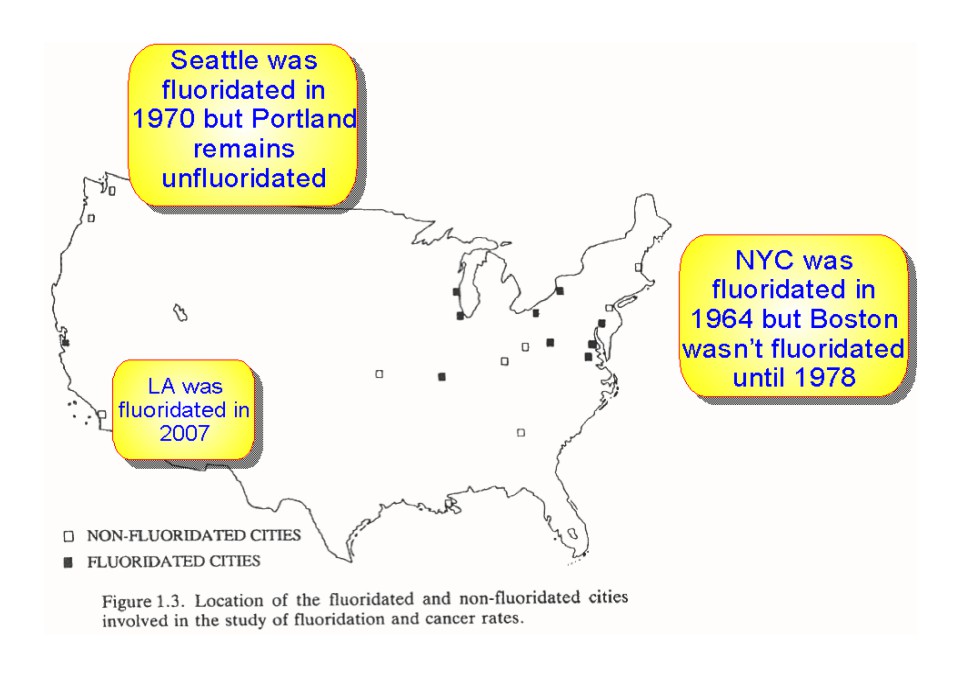 Seattle was
fluoridated in
1970 but Portland
remains
unfluoridated
NYC was
fluoridated in
1964 but Boston
wasn't fluoridated
until 1978
LA was
fluoridated in
2007
NON-FLUORIDATED CITIES
FLUORIDATED CITIES
Figure 1.3. Location of the fluoridated and non-fluoridated cities
involved in the study of fluoridation and cancer rates.